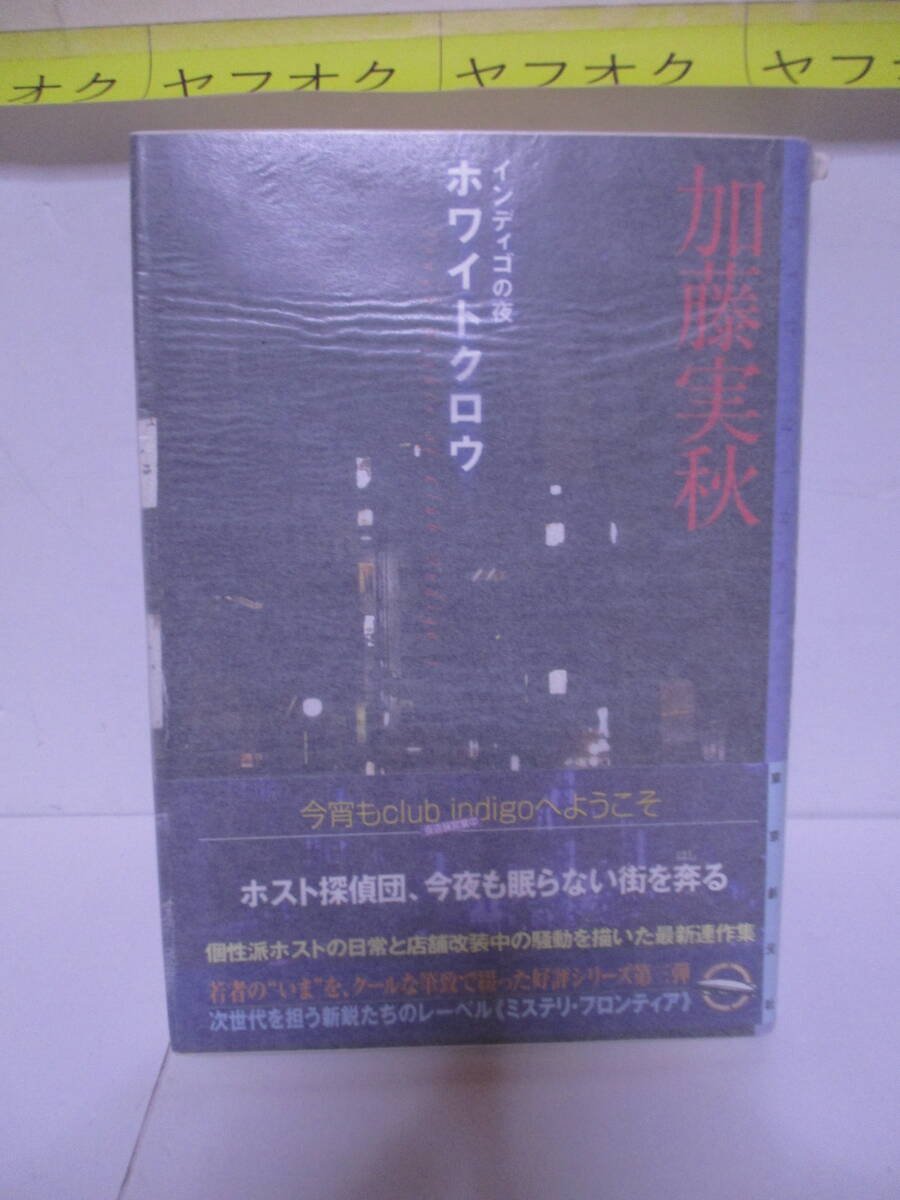 オク ヤフオク ヤフオク ヤフ
加藤実秋
インディゴの夜
ホワイトクロウ
今宵もclub indigoへようこそ
ホスト探偵団、今夜も眠らない街を奔る
個性派ホストの日常と店舗改装中の騒動を描いた最新連作集
若者の“いま”を、クールな筆致で綴った好評シリーズ第三弾
次世代を担う新鋭たちのレーベル《ミステリ・フロンティア》